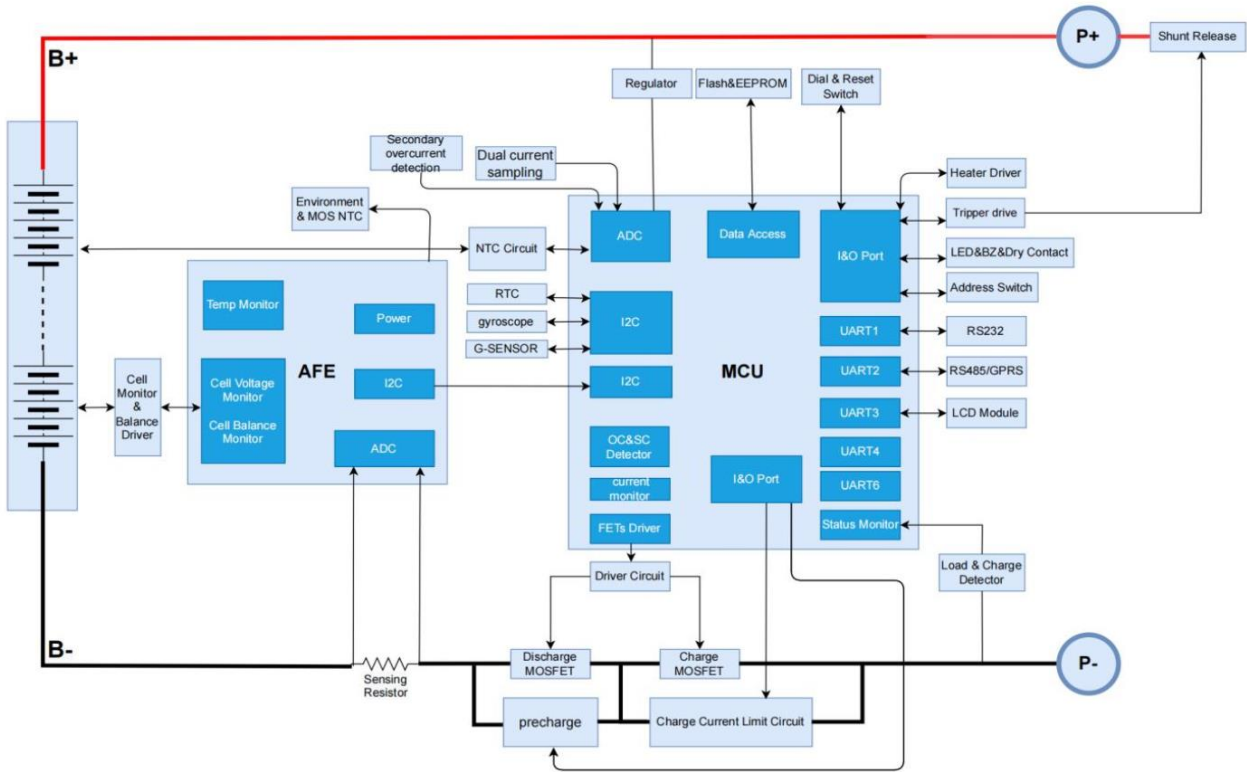 B+
P+
Shunt Release
Regulator
Flash&EEPROM
Dial & Reset
Switch
Secondary
overcurrent
detection
Dual current
sampling
Environment
& MOS NTC
NTC Circuit
ADC
Data Access
I&O Port
Heater Driver
Tripper drive
LED&BZ&Dry Contact
Address Switch
Temp Monitor
Power
RTC
gyroscope
G-SENSOR
I2C
UART1
RS232
AFE
I2C
I2C
MCU
UART2
RS485/GPRS
Cell
Monitor
&
Balance
Driver
Cell Voltage
Monitor
Cell Balance
Monitor
ADC
UART3
LCD Module
OC&SC
Detector
UART4
current
monitor
I&O Port
UART6
FETs Driver
Status Monitor
Driver Circuit
Load & Charge
Detector
B-
Sensing
Resistor
Discharge
MOSFET
Charge
MOSFET
P-
precharge
Charge Current Limit Circuit